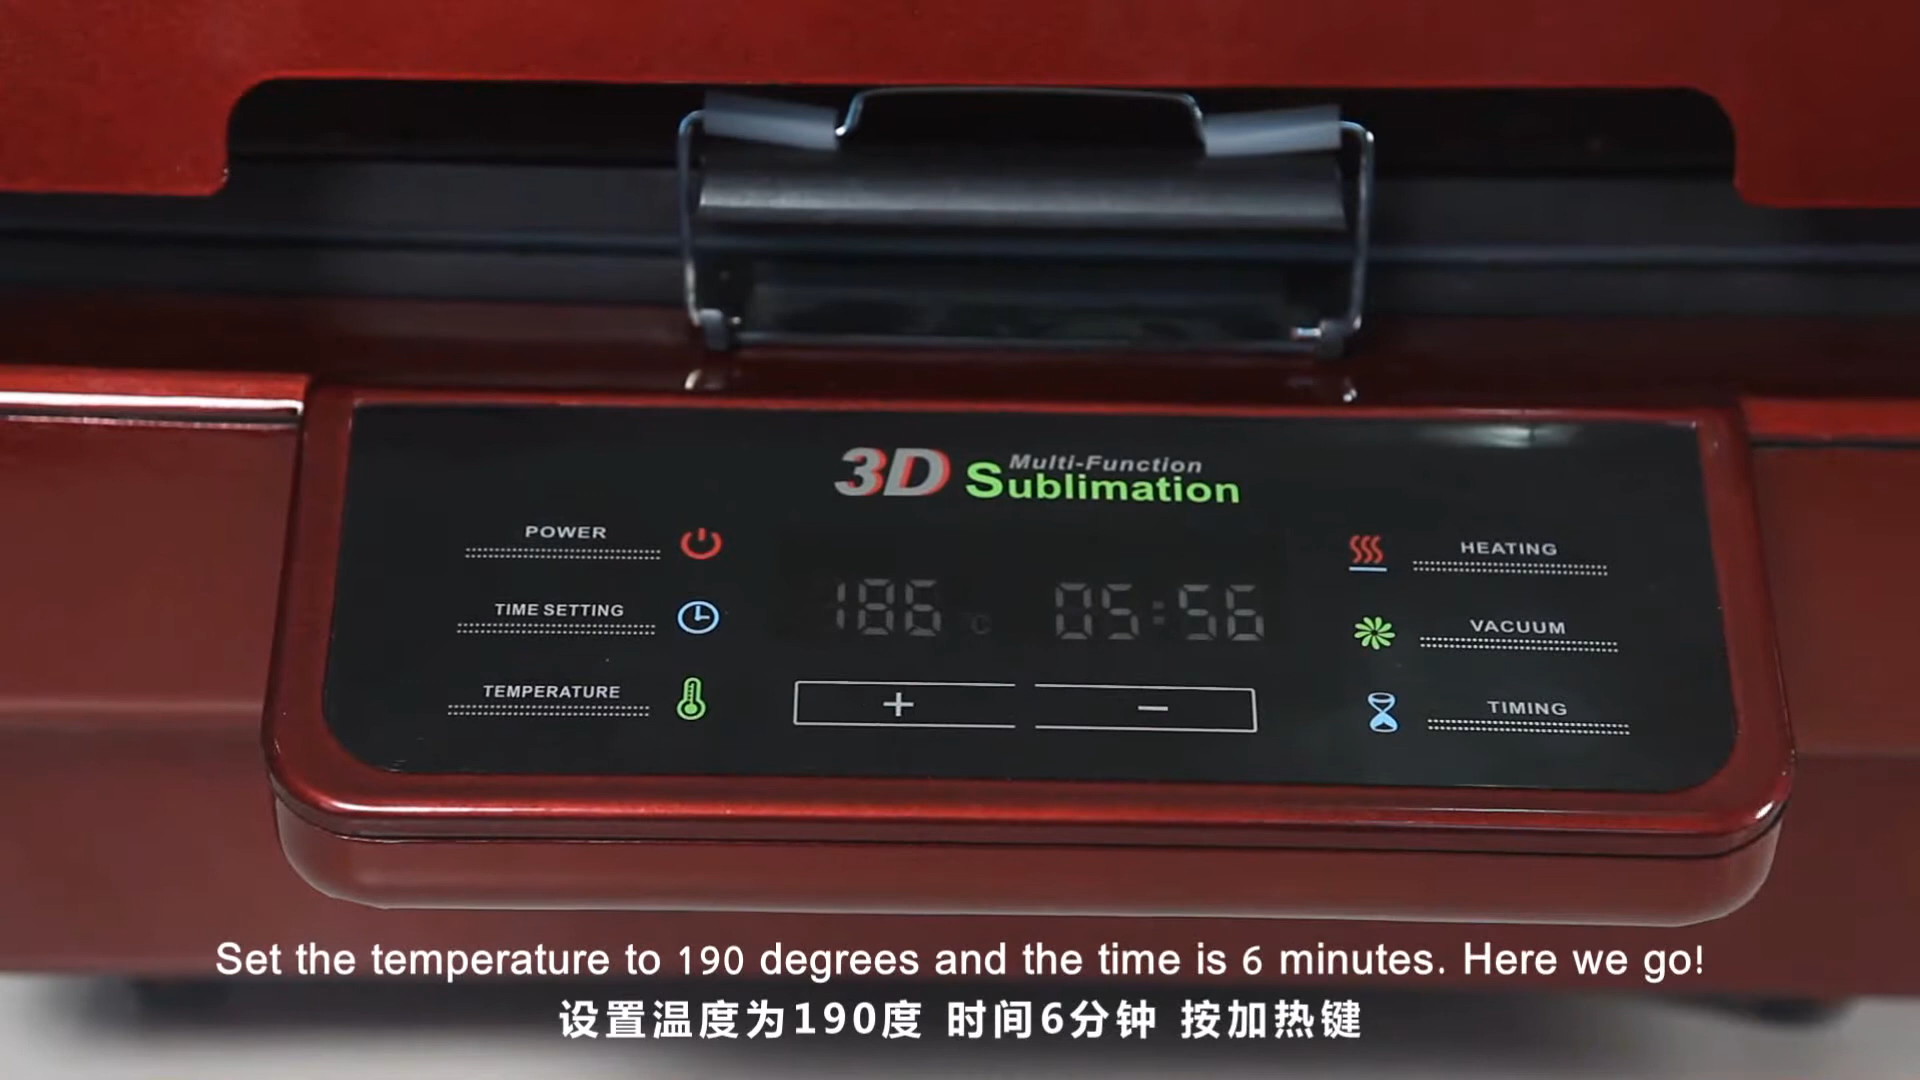 3D Multi-Function
Sublimation
POWER
TIME SETTING
TEMPERATURE
186 °C 05:56
+ −
HEATING
VACUUM
TIMING
Set the temperature to 190 degrees and the time is 6 minutes. Here we go!
设置温度为190度 时间6分钟 按加热键